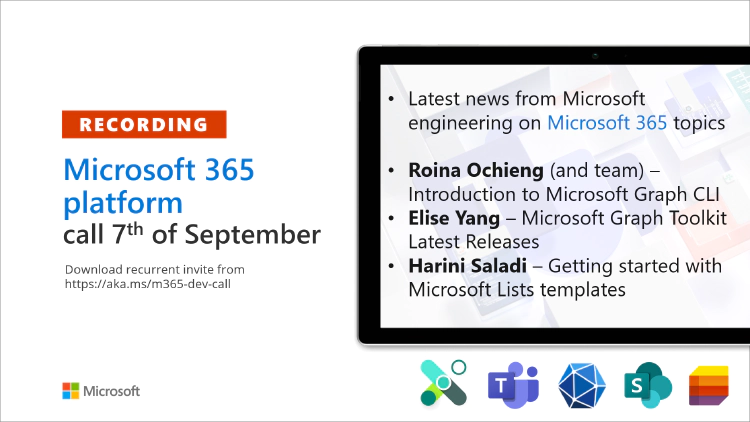 RECORDING
Microsoft 365
platform
call 7th of September
Download recurrent invite from
https://aka.ms/m365-dev-call
Microsoft
• Latest news from Microsoft
engineering on Microsoft 365 topics
• Roina Ochieng (and team) –
Introduction to Microsoft Graph CLI
• Elise Yang – Microsoft Graph Toolkit
Latest Releases
• Harini Saladi – Getting started with
Microsoft Lists templates
T
S